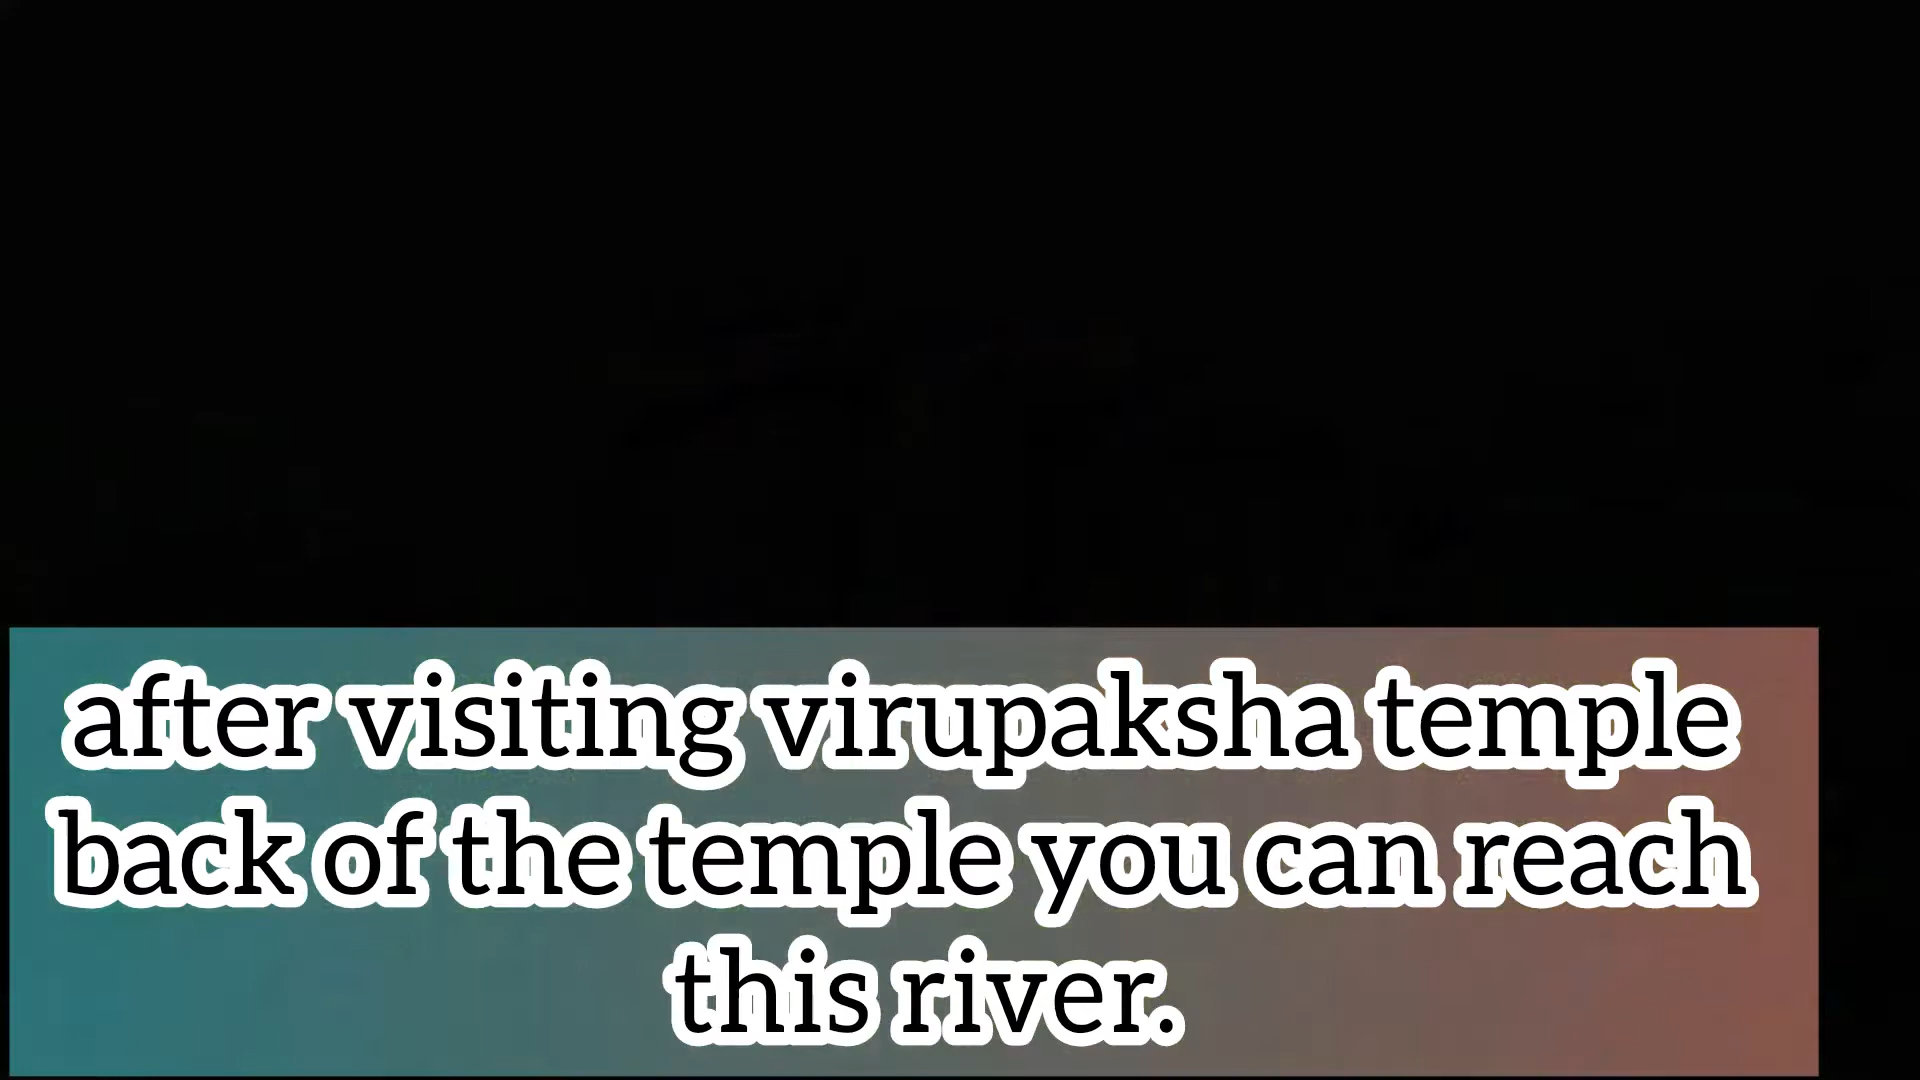 after visiting virupaksha temple
back of the temple you can reach
this river.